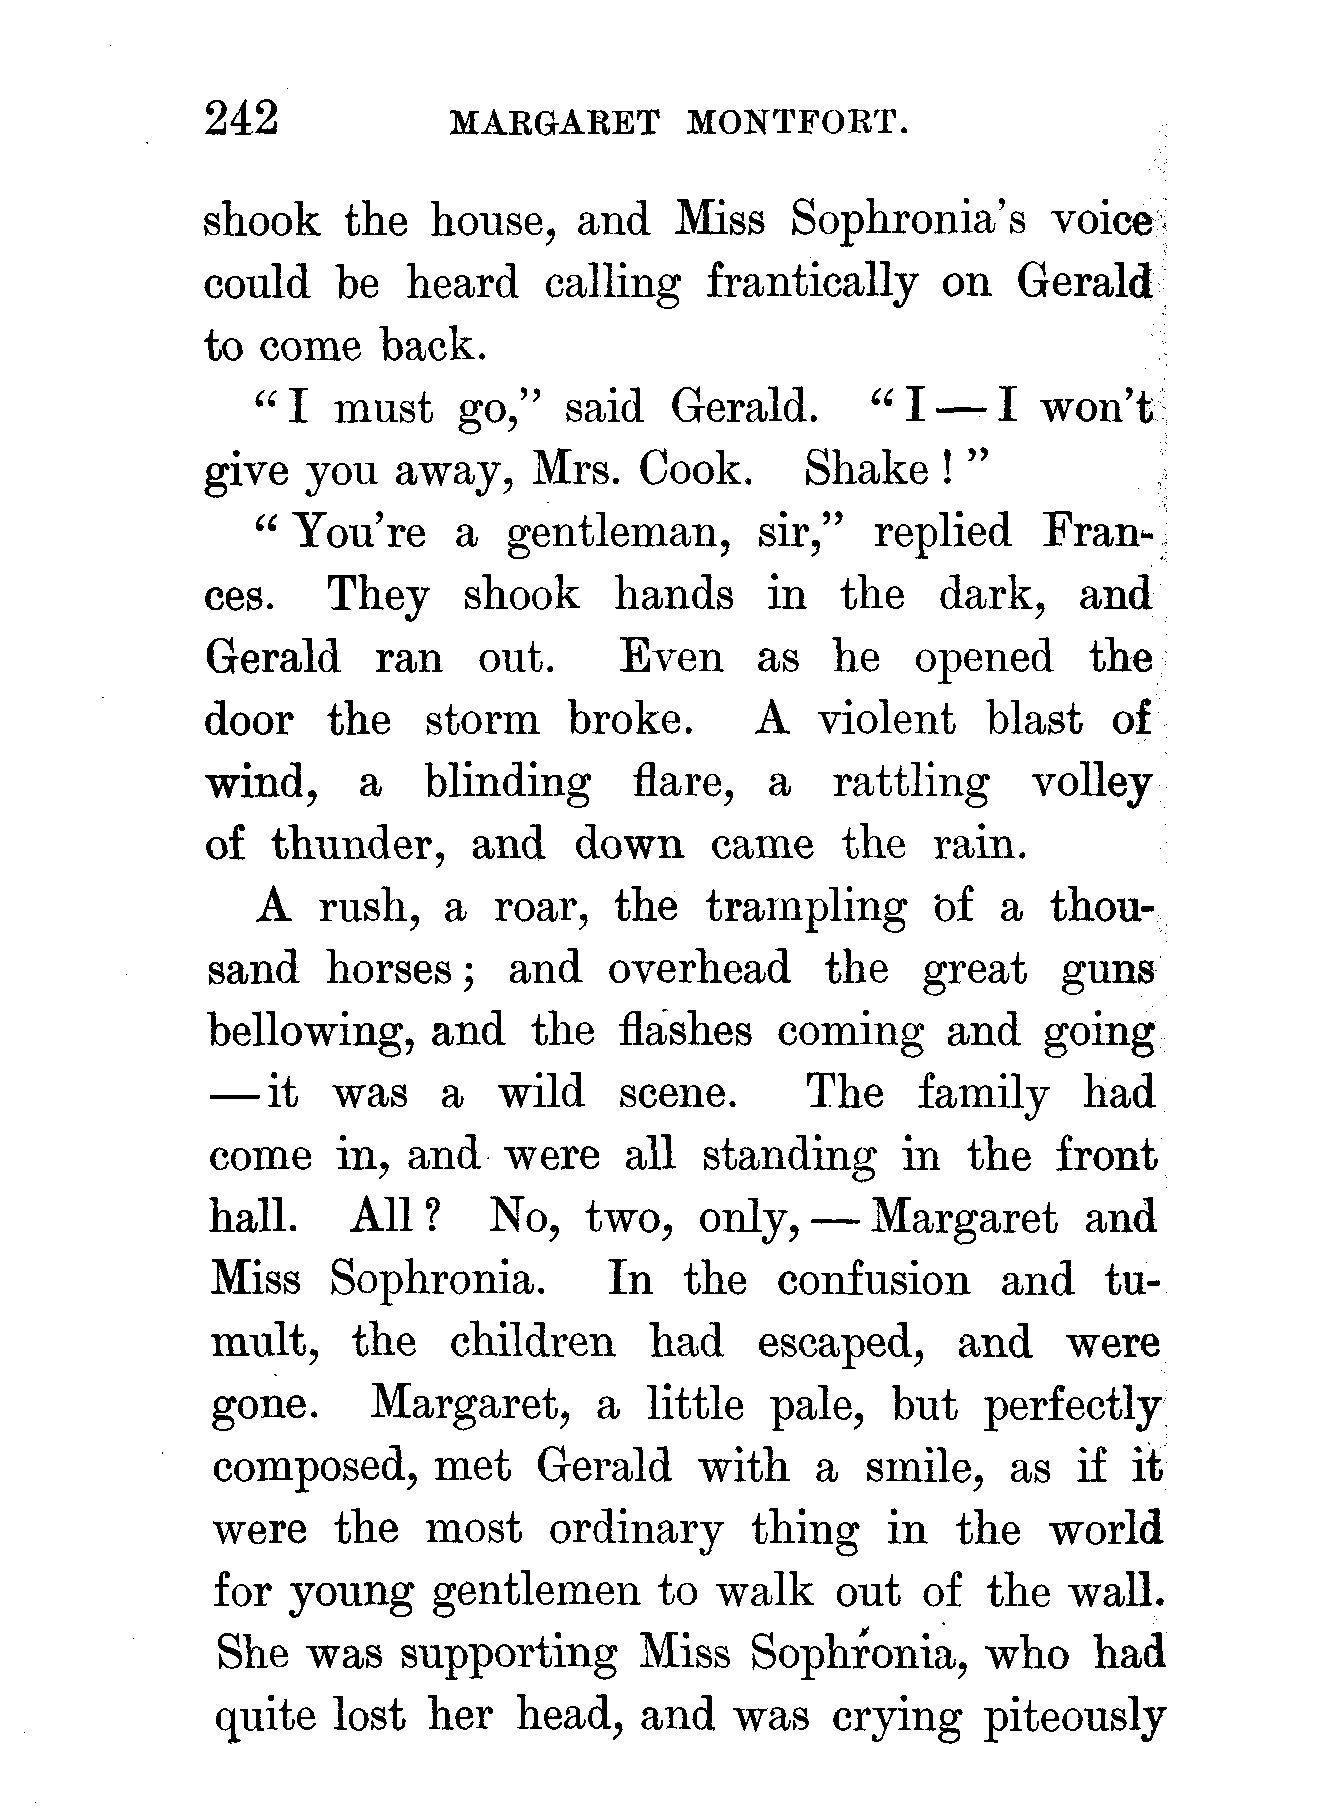 242 MARGARET MONTFORT.
shook the house, and Miss Sophronia's voice
could be heard calling frantically on Gerald
to come back.
“I must go,” said Gerald. “I—I won't
give you away, Mrs. Cook. Shake!”
“You're a gentleman, sir,” replied Fran-
ces. They shook hands in the dark, and
Gerald ran out. Even as he opened the
door the storm broke. A violent blast of
wind, a blinding flare, a rattling volley
of thunder, and down came the rain.
A rush, a roar, the trampling of a thou-
sand horses; and overhead the great guns
bellowing, and the flashes coming and going
—it was a wild scene. The family had
come in, and were all standing in the front
hall. All? No, two, only,—Margaret and
Miss Sophronia. In the confusion and tu-
mult, the children had escaped, and were
gone. Margaret, a little pale, but perfectly
composed, met Gerald with a smile, as if it
were the most ordinary thing in the world
for young gentlemen to walk out of the wall.
She was supporting Miss Sophronia, who had
quite lost her head, and was crying piteously